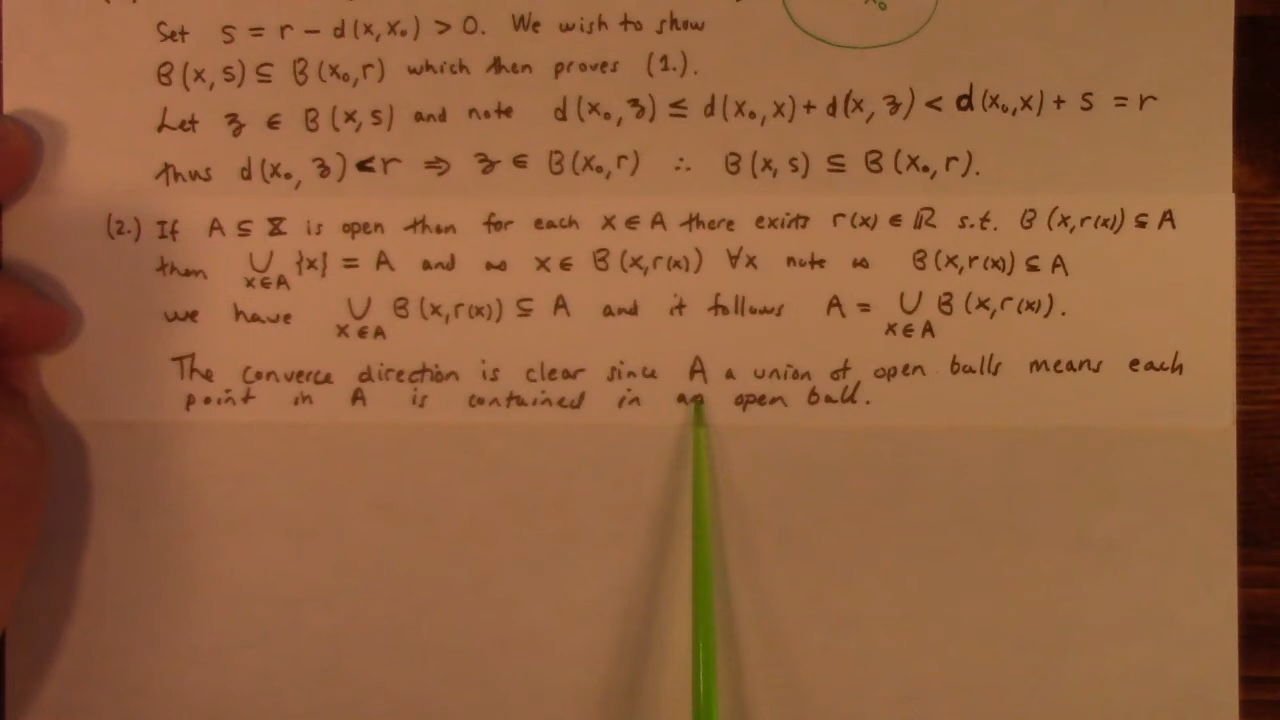 x₀
Set s = r − d(x, x₀) > 0. We wish to show
B(x, s) ⊆ B(x₀, r) which then proves (1.).
Let z ∈ B(x, s) and note d(x₀, z) ≤ d(x₀, x) + d(x, z) < d(x₀, x) + s = r
thus d(x₀, z) < r ⇒ z ∈ B(x₀, r) ∴ B(x, s) ⊆ B(x₀, r).
(2.) If A ⊆ X is open then for each x ∈ A there exists r(x) ∈ ℝ s.t. B(x, r(x)) ⊆ A
then ∪_{x∈A} {x} = A and as x ∈ B(x, r(x)) ∀x note as B(x, r(x)) ⊆ A
we have ∪_{x∈A} B(x, r(x)) ⊆ A and it follows A = ∪_{x∈A} B(x, r(x)).
The converce direction is clear since A a union of open balls means each
point in A is contained in an open ball.